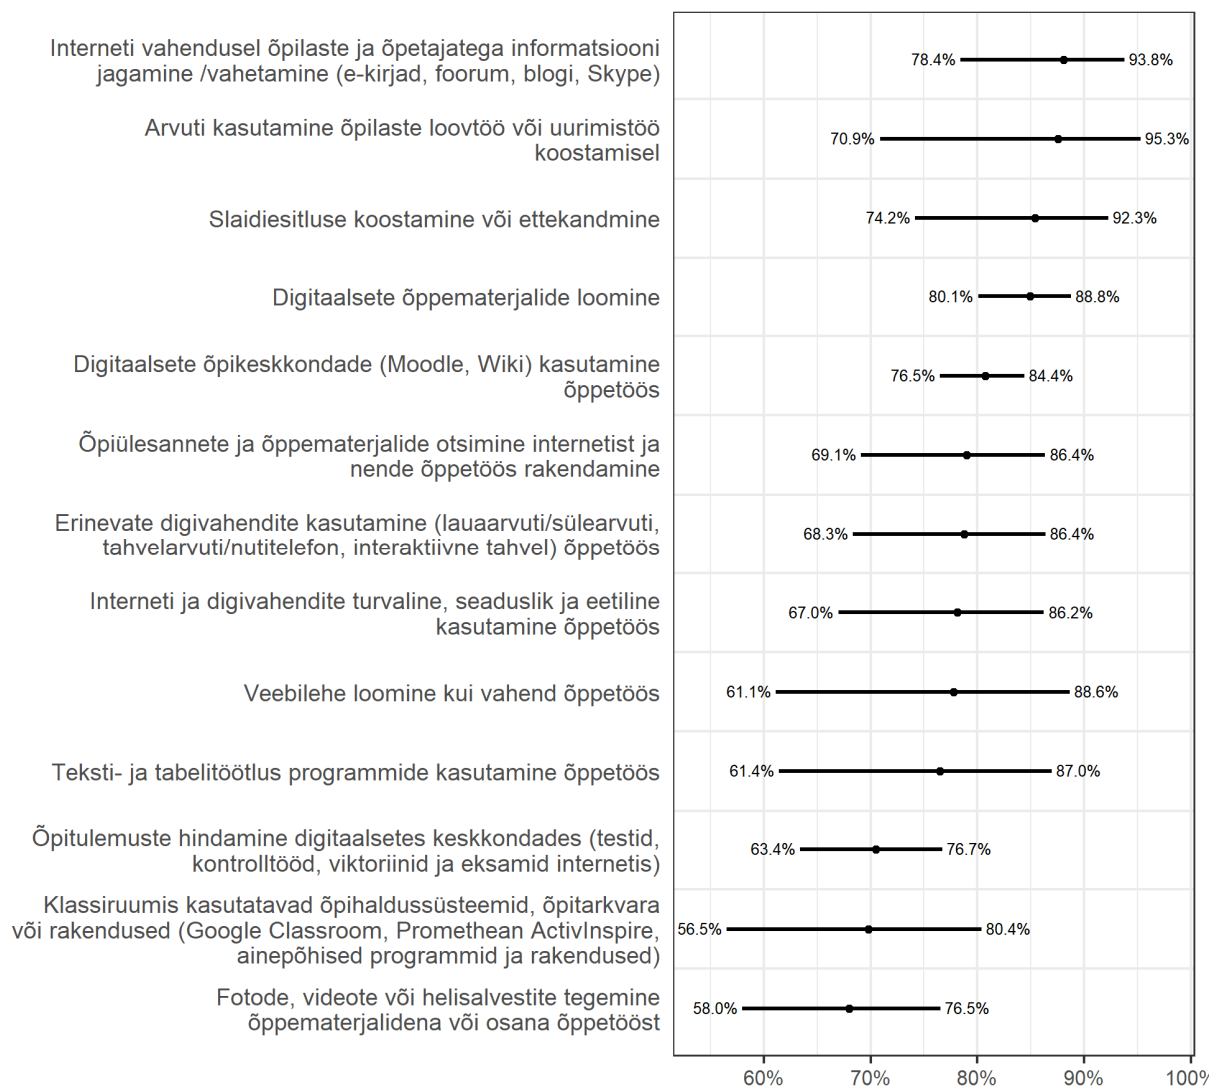 Interneti vahendusel õpilaste ja õpetajatega informatsiooni
jagamine /vahetamine (e-kirjad, foorum, blogi, Skype)
78.4% 93.8%
Arvuti kasutamine õpilaste loovtöö või uurimistöö
koostamisel
70.9% 95.3%
Slaidiesitluse koostamine või ettekandmine
74.2% 92.3%
Digitaalsete õppematerjalide loomine
80.1% 88.8%
Digitaalsete õpikeskkondade (Moodle, Wiki) kasutamine
õppetöös
76.5% 84.4%
Õpiülesannete ja õppematerjalide otsimine internetist ja
nende õppetöös rakendamine
69.1% 86.4%
Erinevate digivahendite kasutamine (lauaarvuti/sülearvuti,
tahvelarvuti/nutitelefon, interaktiivne tahvel) õppetöös
68.3% 86.4%
Interneti ja digivahendite turvaline, seaduslik ja eetiline
kasutamine õppetöös
67.0% 86.2%
Veebilehe loomine kui vahend õppetöös
61.1% 88.6%
Teksti- ja tabelitöötlus programmide kasutamine õppetöös
61.4% 87.0%
Õpitulemuste hindamine digitaalsetes keskkondades (testid,
kontrolltööd, viktoriinid ja eksamid internetis)
63.4% 76.7%
Klassiruumis kasutatavad õpihaldussüsteemid, õpitarkvara
või rakendused (Google Classroom, Promethean ActivInspire,
ainepõhised programmid ja rakendused)
56.5% 80.4%
Fotode, videote või helisalvestite tegemine
õppematerjalidena või osana õppetööst
58.0% 76.5%
60% 70% 80% 90% 100%